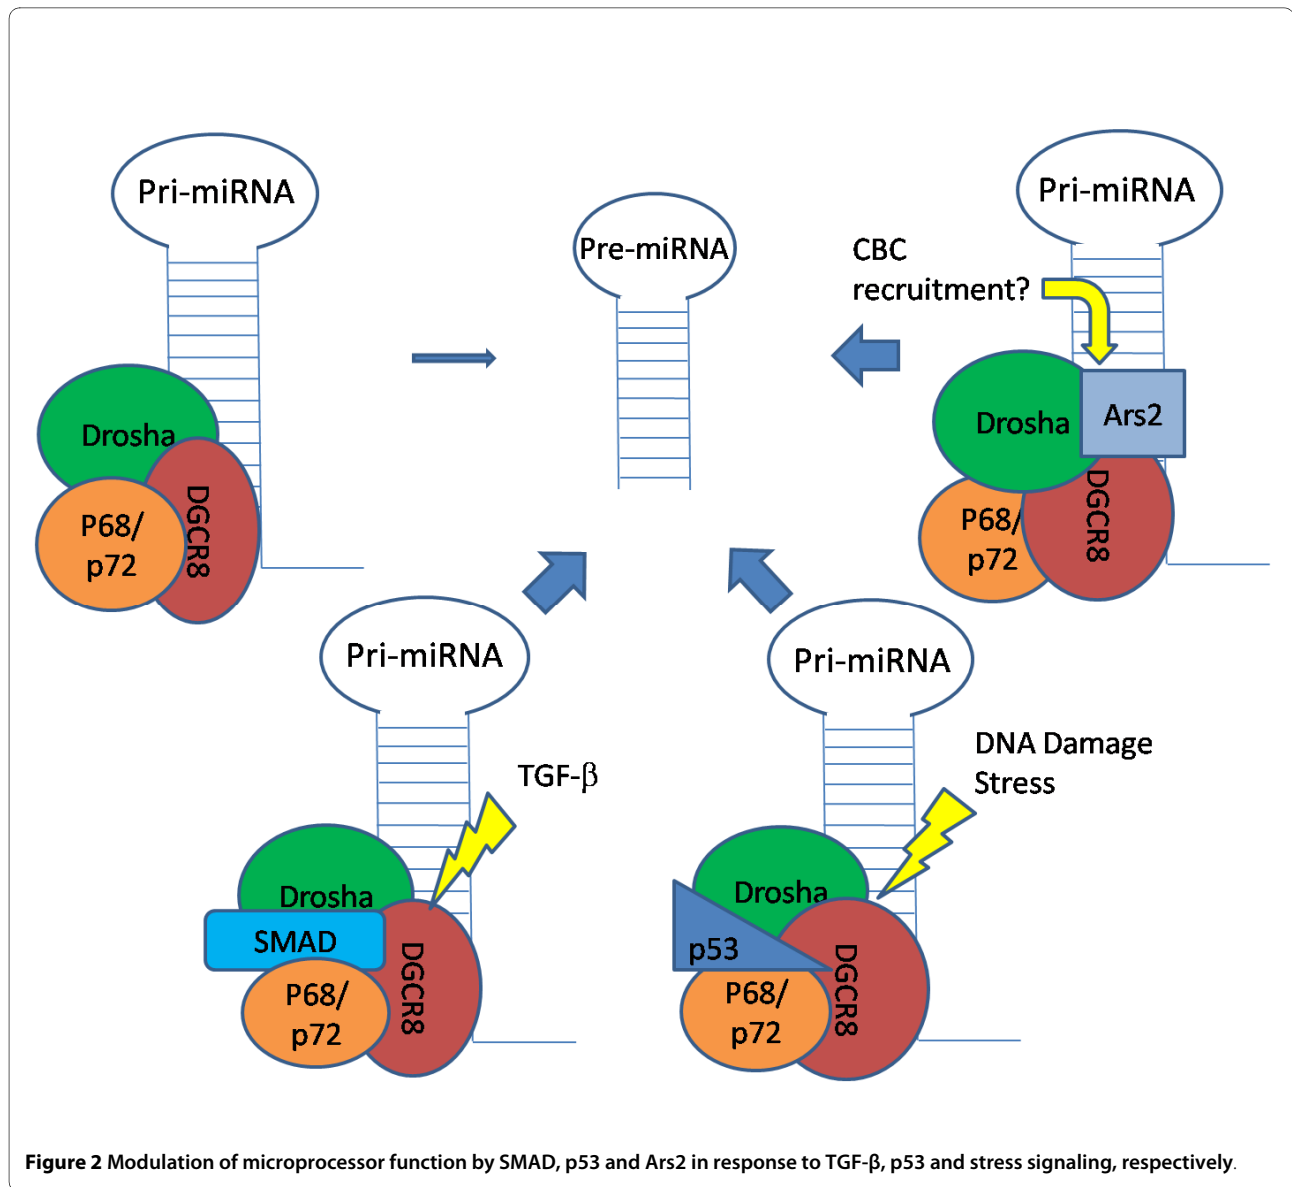 Pri-miRNA
Drosha
P68/
p72
DGCR8
Pre-miRNA
CBC
recruitment?
Pri-miRNA
Drosha
Ars2
P68/
p72
DGCR8
Pri-miRNA
TGF-β
Drosha
SMAD
P68/
p72
DGCR8
Pri-miRNA
DNA Damage
Stress
Drosha
p53
P68/
p72
DGCR8
Figure 2 Modulation of microprocessor function by SMAD, p53 and Ars2 in response to TGF-β, p53 and stress signaling, respectively.